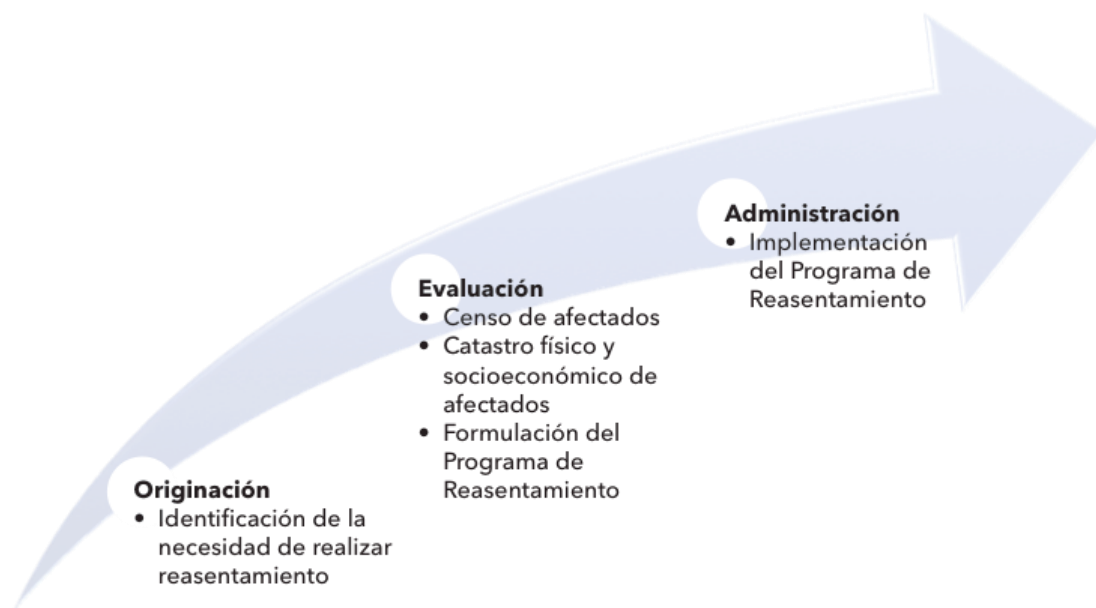 Originación
• Identificación de la
necesidad de realizar
reasentamiento
Evaluación
• Censo de afectados
• Catastro físico y
socioeconómico de
afectados
• Formulación del
Programa de
Reasentamiento
Administración
• Implementación
del Programa de
Reasentamiento